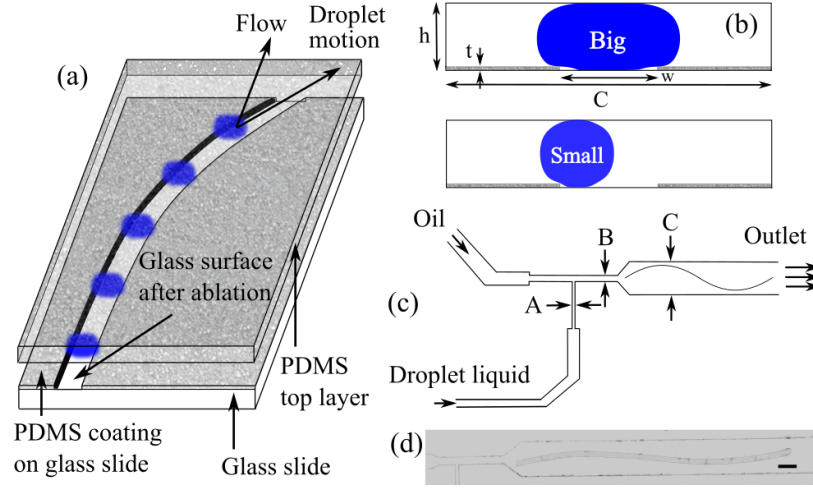 (a)
Flow
Droplet
motion
Glass surface
after ablation
PDMS
top layer
PDMS coating
on glass slide
Glass slide
(b)
h
t
Big
w
C
Small
(c)
Oil
B
C
Outlet
A
Droplet liquid
(d)